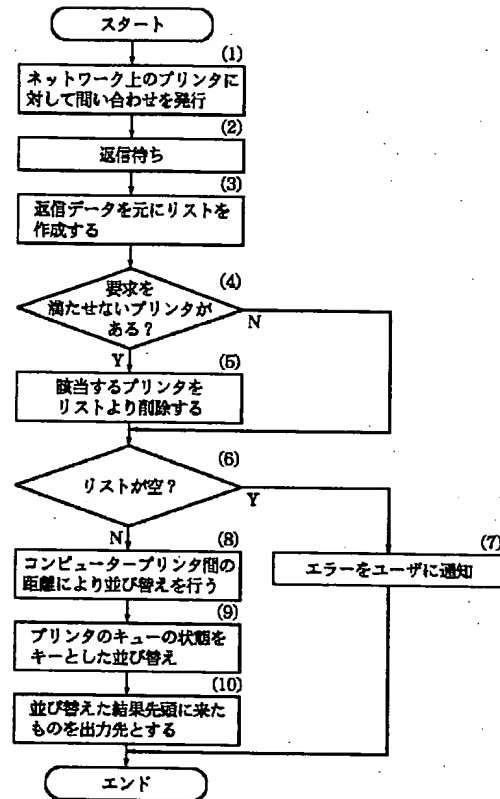 スタート
(1)
ネットワーク上のプリンタに
対して問い合わせを発行
(2)
返信待ち
(3)
返信データを元にリストを
作成する
(4)
要求を
満たせないプリンタが
ある?
N
Y
(5)
該当するプリンタを
リストより削除する
(6)
リストが空?
Y
N
(7)
エラーをユーザに通知
(8)
コンピューター プリンタ間の
距離により並び替えを行う
(9)
プリンタのキューの状態を
キーとした並び替え
(10)
並び替えた結果先頭に来た
ものを出力先とする
エンド